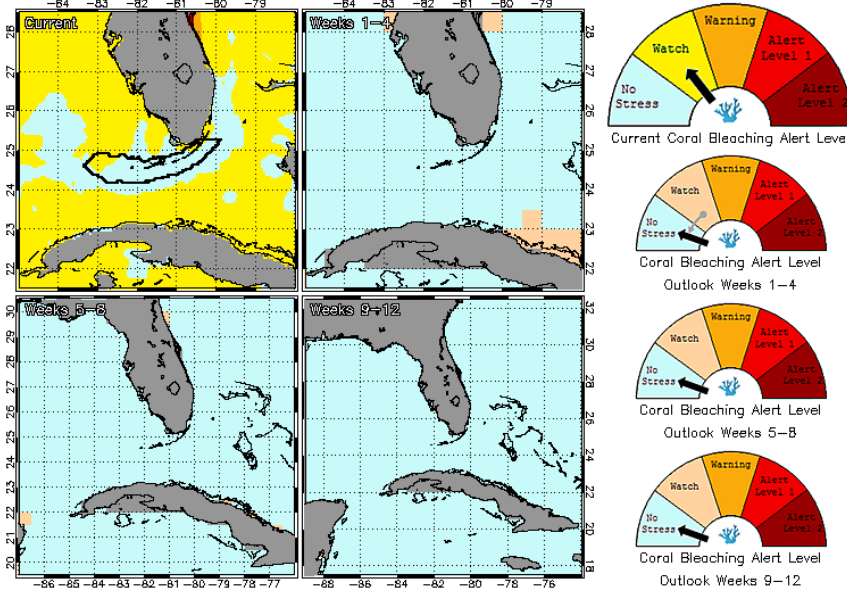 −84 −83 −82 −81 −80 −79
−84 −83 −82 −81 −80 −79
Current
Weeks 1−4
28
27
26
25
24
23
22
28
27
26
25
24
23
22
Weeks 5−8
Weeks 9−12
30
29
28
27
26
25
24
23
22
21
20
32
30
28
26
24
22
20
18
−86 −85 −84 −83 −82 −81 −80 −79 −78 −77
−88 −86 −84 −82 −80 −78 −76
No Stress
Watch
Warning
Alert Level 1
Alert Level 2
Current Coral Bleaching Alert Level
No Stress
Watch
Warning
Alert Level 1
Alert Level 2
Coral Bleaching Alert Level
Outlook Weeks 1−4
No Stress
Watch
Warning
Alert Level 1
Alert Level 2
Coral Bleaching Alert Level
Outlook Weeks 5−8
No Stress
Watch
Warning
Alert Level 1
Alert Level 2
Coral Bleaching Alert Level
Outlook Weeks 9−12